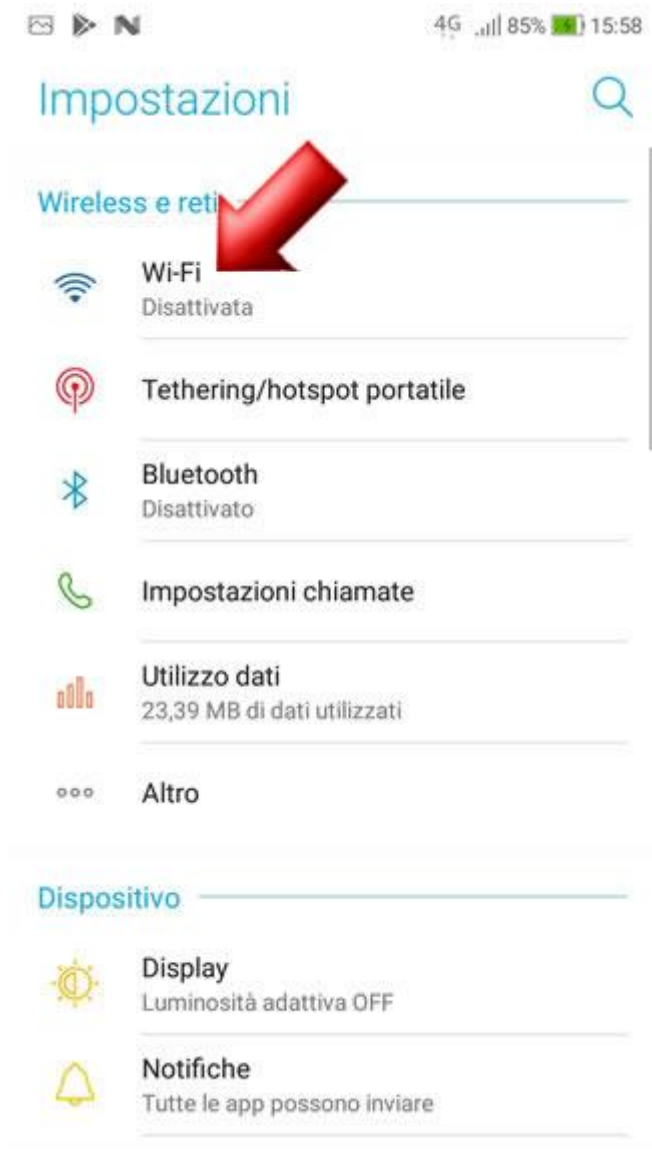 4G 85% 15:58
Impostazioni
Wireless e reti
Wi-Fi
Disattivata
Tethering/hotspot portatile
Bluetooth
Disattivato
Impostazioni chiamate
Utilizzo dati
23,39 MB di dati utilizzati
Altro
Dispositivo
Display
Luminosità adattiva OFF
Notifiche
Tutte le app possono inviare